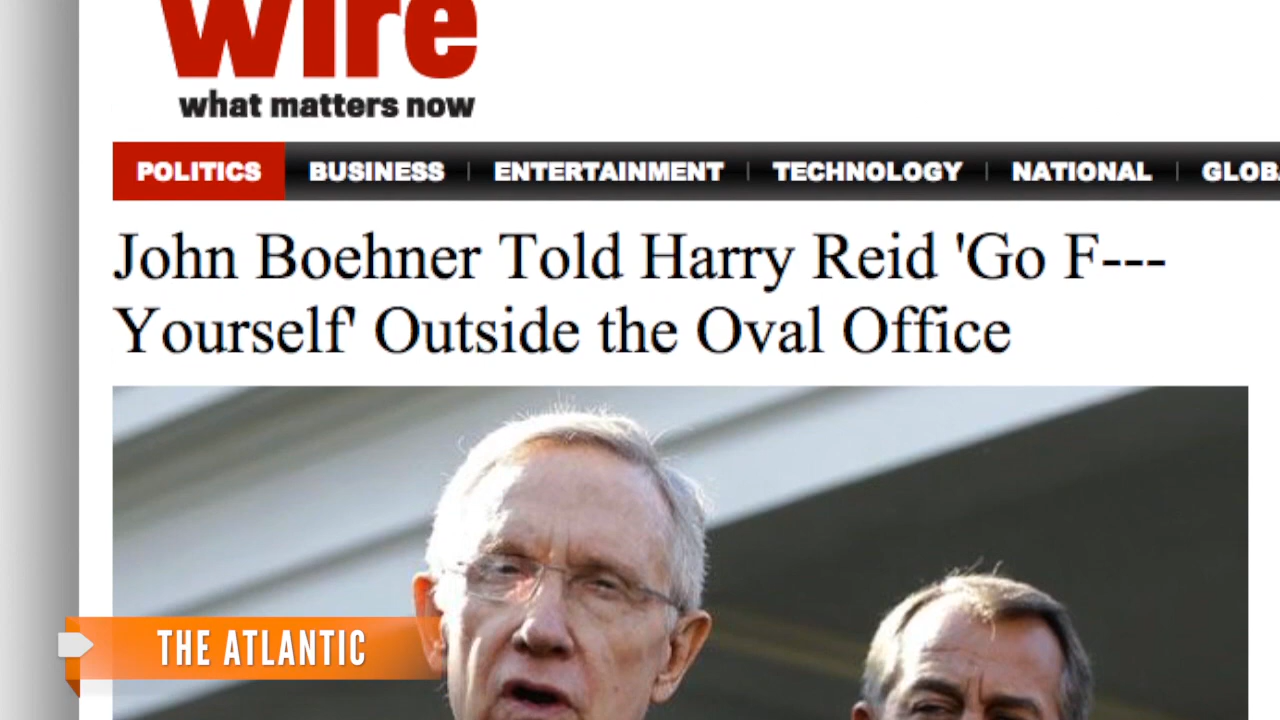 wire
what matters now
POLITICS BUSINESS ENTERTAINMENT TECHNOLOGY NATIONAL
John Boehner Told Harry Reid 'Go F---
Yourself' Outside the Oval Office
THE ATLANTIC